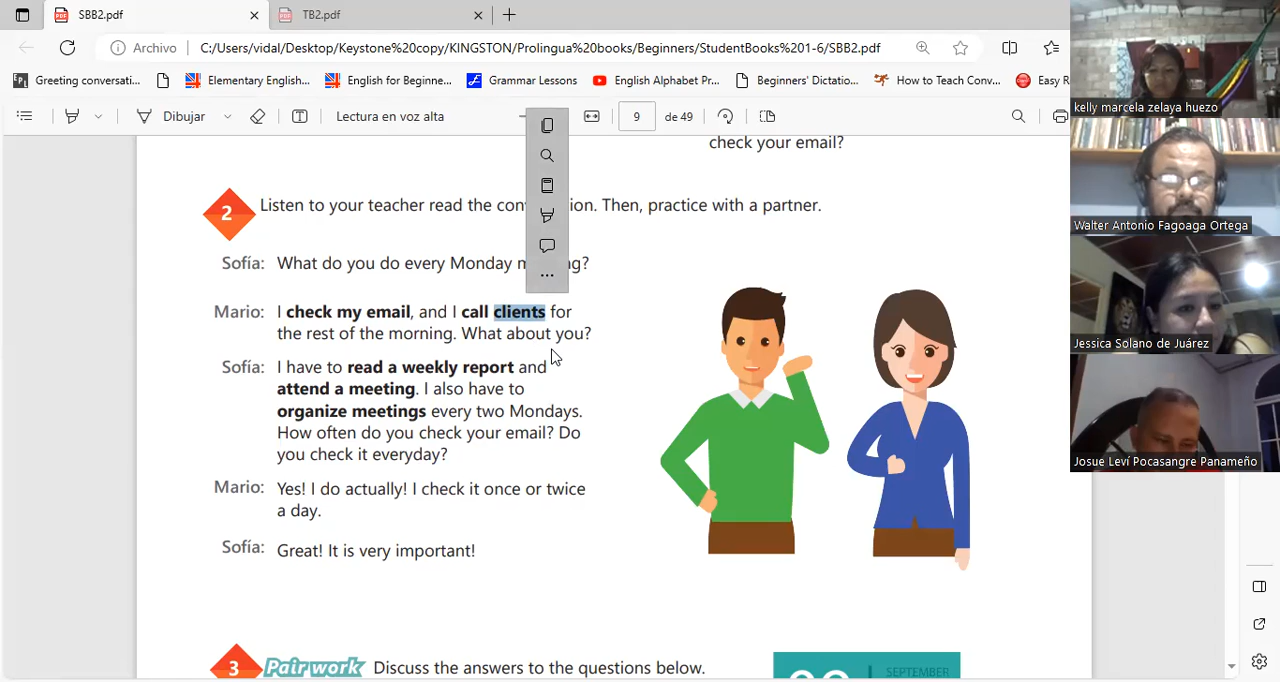 SBB2.pdf
TB2.pdf
Archivo
C:/Users/vidal/Desktop/Keystone%20copy/KINGSTON/Prolingua%20books/Beginners/StudentBooks%201-6/SBB2.pdf
Greeting conversati...
Elementary English...
English for Beginne...
Grammar Lessons
English Alphabet Pr...
Beginners' Dictatio...
How to Teach Conv...
Easy R
Dibujar
Lectura en voz alta
9 de 49
check your email?
2 Listen to your teacher read the con ion. Then, practice with a partner.
Sofía: What do you do every Monday m g?
Mario: I check my email, and I call clients for
the rest of the morning. What about you?
Sofía: I have to read a weekly report and
attend a meeting. I also have to
organize meetings every two Mondays.
How often do you check your email? Do
you check it everyday?
Mario: Yes! I do actually! I check it once or twice
a day.
Sofía: Great! It is very important!
3 Pair work Discuss the answers to the questions below.
SEPTEMBER
kelly marcela zelaya huezo
Walter Antonio Fagoaga Ortega
Jessica Solano de Juárez
Josue Leví Pocasangre Panameño